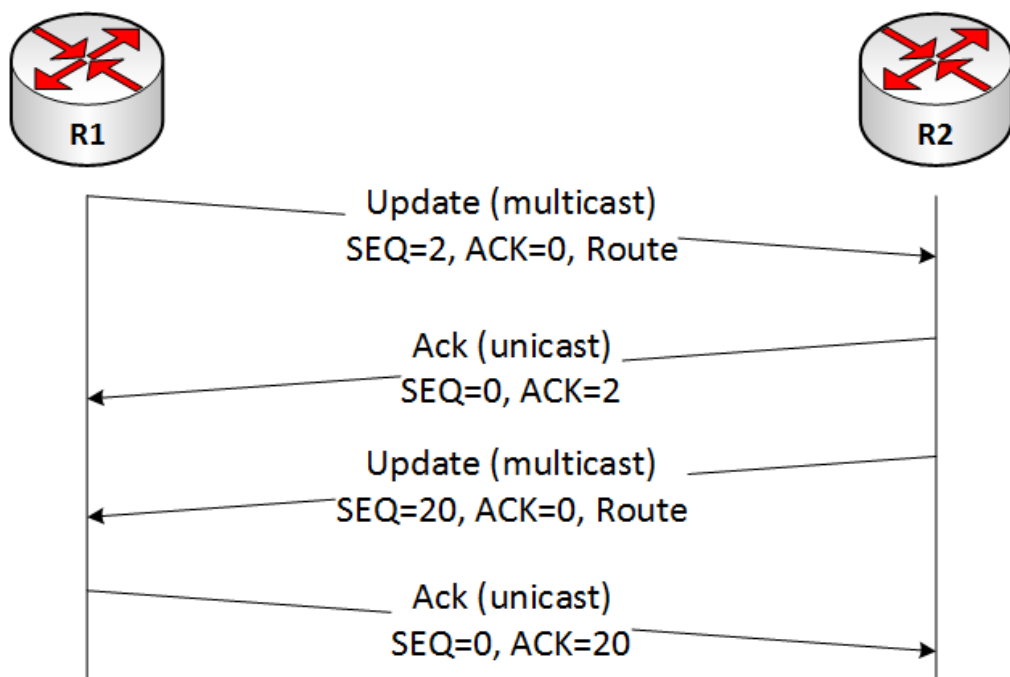 R1
R2
Update (multicast)
SEQ=2, ACK=0, Route
Ack (unicast)
SEQ=0, ACK=2
Update (multicast)
SEQ=20, ACK=0, Route
Ack (unicast)
SEQ=0, ACK=20